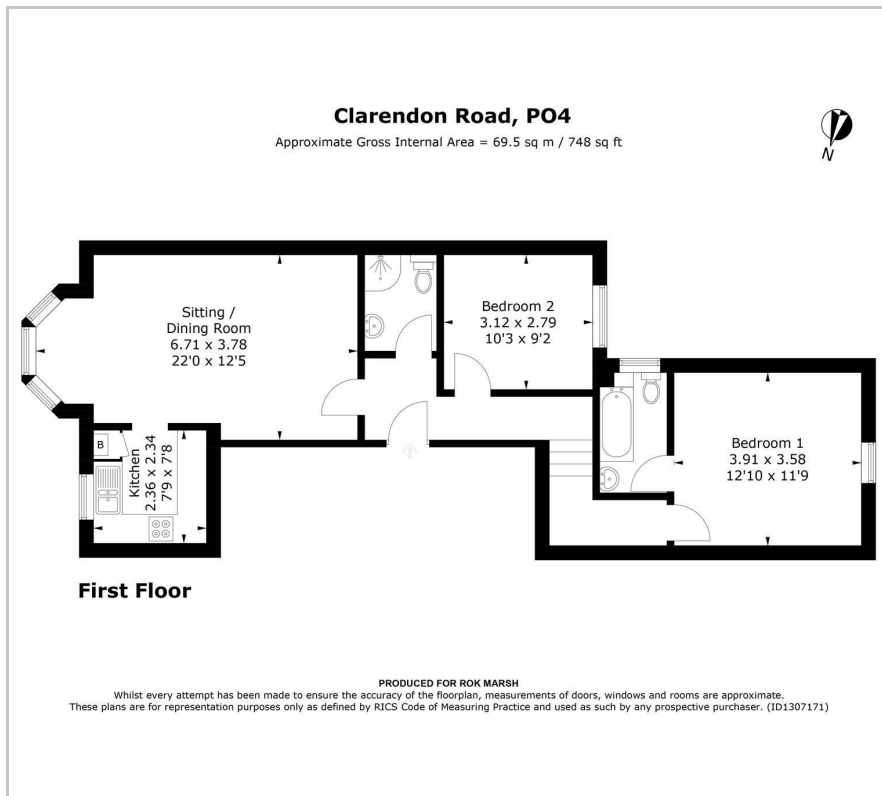 Clarendon Road, PO4
Approximate Gross Internal Area = 69.5 sq m / 748 sq ft
N
Sitting /
Dining Room
6.71 x 3.78
22'0 x 12'5
Bedroom 2
3.12 x 2.79
10'3 x 9'2
B
Kitchen
2.36 x 2.34
7'9 x 7'8
Bedroom 1
3.91 x 3.58
12'10 x 11'9
First Floor
PRODUCED FOR ROK MARSH
Whilst every attempt has been made to ensure the accuracy of the floorplan, measurements of doors, windows and rooms are approximate.
These plans are for representation purposes only as defined by RICS Code of Measuring Practice and used as such by any prospective purchaser. (ID1307171)